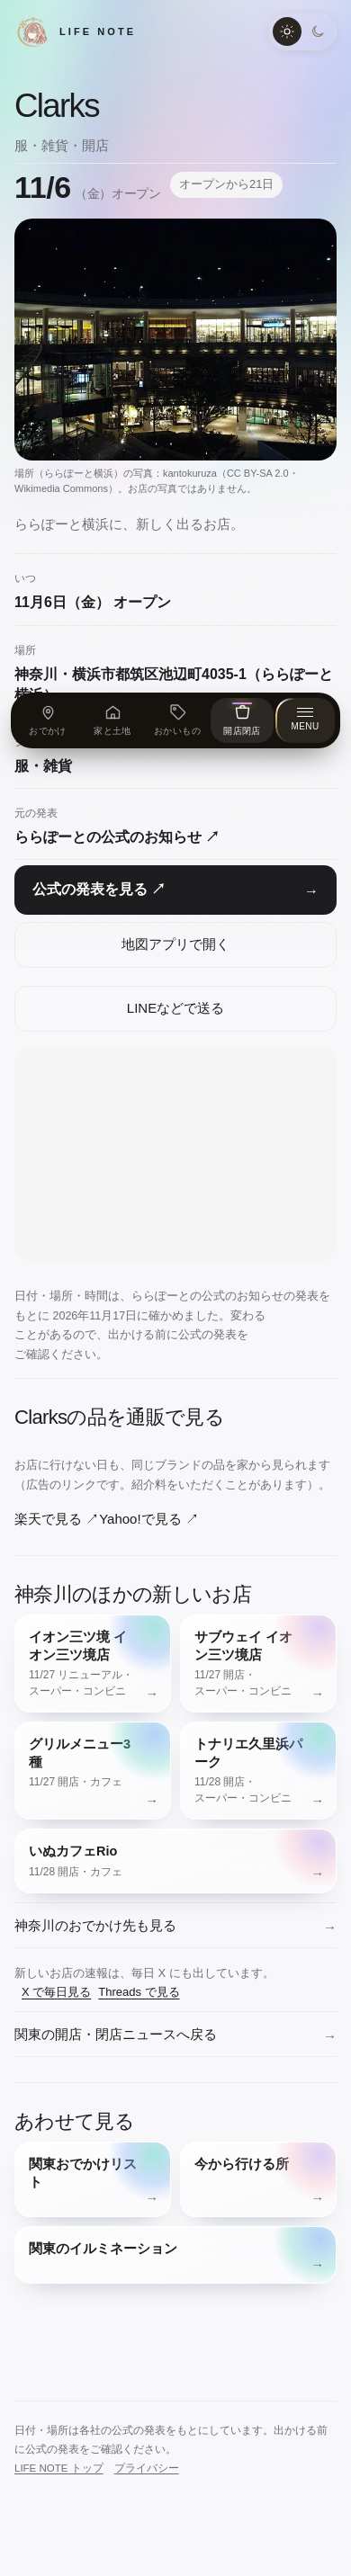 LIFE NOTE
Clarks
服・雑貨・開店
11/6 （金）オープン オープンから21日
場所（ららぽーと横浜）の写真：kantokuruza（CC BY-SA 2.0・
Wikimedia Commons）。お店の写真ではありません。
ららぽーと横浜に、新しく出るお店。
いつ
11月6日（金） オープン
場所
神奈川・横浜市都筑区池辺町4035-1（ららぽーと
おでかけ 家と土地 おかいもの 開店閉店 MENU
服・雑貨
元の発表
ららぽーとの公式のお知らせ ↗
公式の発表を見る ↗ →
地図アプリで開く
LINEなどで送る
日付・場所・時間は、ららぽーとの公式のお知らせの発表を
もとに 2026年11月17日に確かめました。変わる
ことがあるので、出かける前に公式の発表を
ご確認ください。
Clarksの品を通販で見る
お店に行けない日も、同じブランドの品を家から見られます
（広告のリンクです。紹介料をいただくことがあります）。
楽天で見る ↗Yahoo!で見る ↗
神奈川のほかの新しいお店
イオン三ツ境 イ
オン三ツ境店
11/27 リニューアル・
スーパー・コンビニ →
サブウェイ イオ
ン三ツ境店
11/27 開店・
スーパー・コンビニ →
グリルメニュー3
種
11/27 開店・カフェ
→
トナリエ久里浜パ
ーク
11/28 開店・
スーパー・コンビニ →
いぬカフェRio
11/28 開店・カフェ →
神奈川のおでかけ先も見る →
新しいお店の速報は、毎日 X にも出しています。
X で毎日見る Threads で見る
関東の開店・閉店ニュースへ戻る →
あわせて見る
関東おでかけリス
ト
→
今から行ける所
→
関東のイルミネーション
→
日付・場所は各社の公式の発表をもとにしています。出かける前
に公式の発表をご確認ください。
LIFE NOTE トップ プライバシー